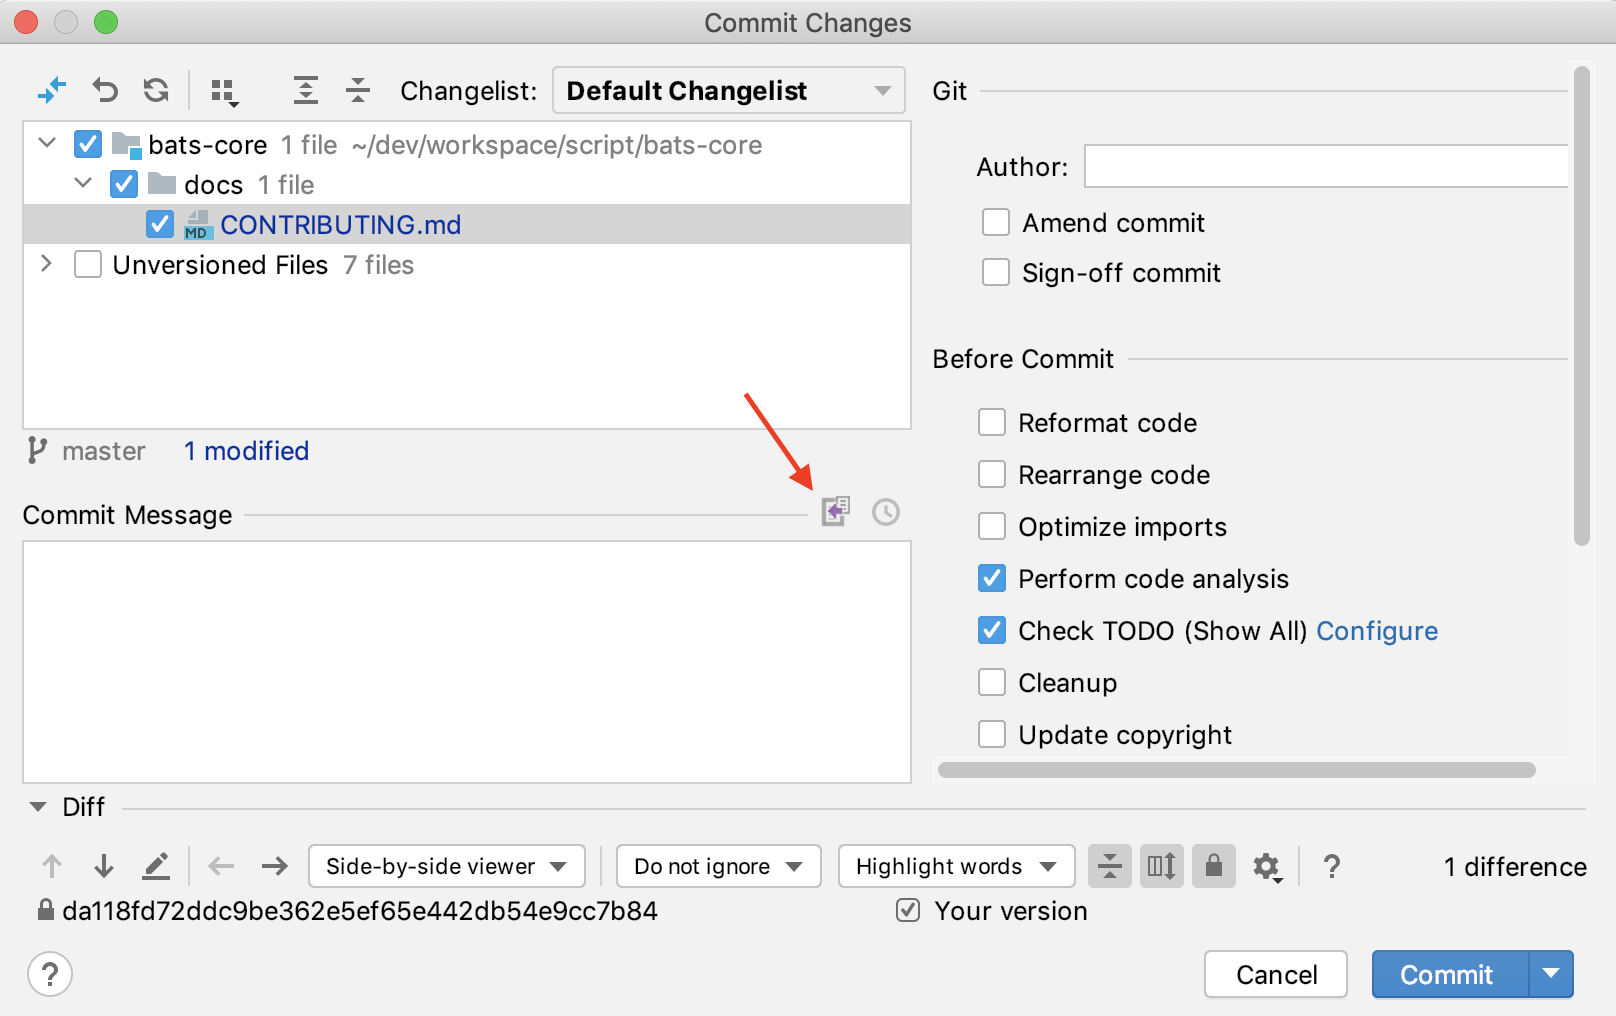 Commit Changes
Changelist: Default Changelist
bats-core 1 file ~/dev/workspace/script/bats-core
docs 1 file
MD CONTRIBUTING.md
Unversioned Files 7 files
master 1 modified
Commit Message
Git
Author:
Amend commit
Sign-off commit
Before Commit
Reformat code
Rearrange code
Optimize imports
Perform code analysis
Check TODO (Show All) Configure
Cleanup
Update copyright
Diff
Side-by-side viewer Do not ignore Highlight words ? 1 difference
da118fd72ddc9be362e5ef65e442db54e9cc7b84 Your version
? Cancel Commit